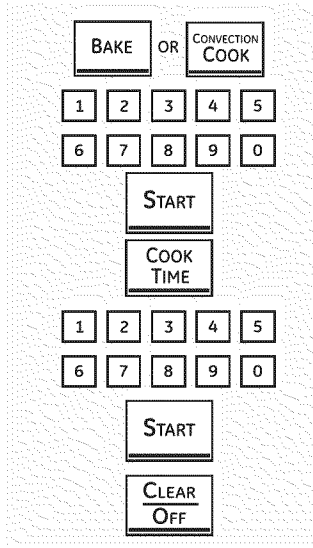 BAKE OR CONVECTION COOK
1 2 3 4 5
6 7 8 9 0
START
COOK
TIME
1 2 3 4 5
6 7 8 9 0
START
CLEAR
OFF